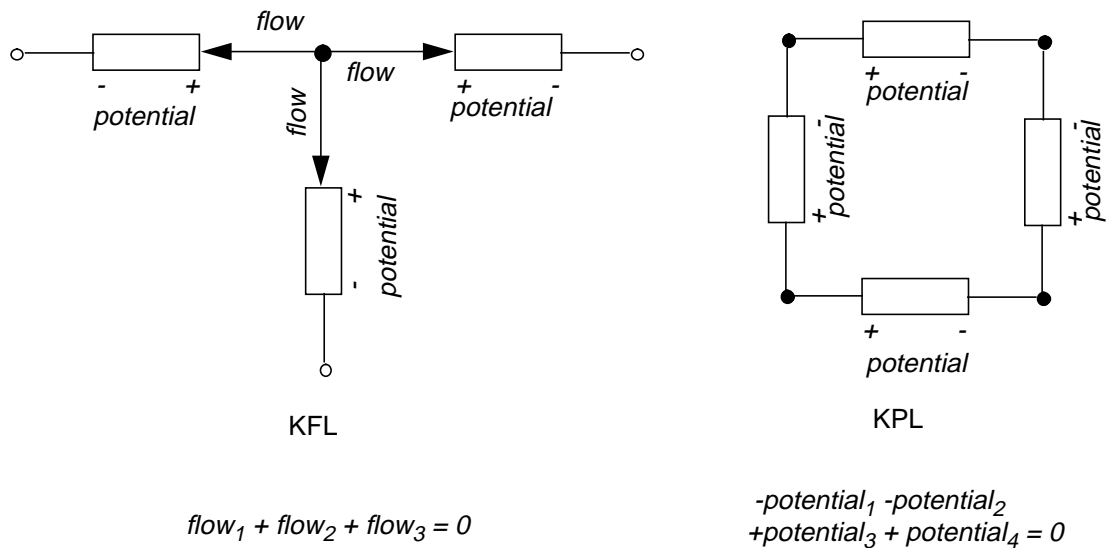 flow
flow
- +
potential
+ -
potential
flow
+
-
potential
KFL
flow₁ + flow₂ + flow₃ = 0
+ -
potential
-
+
potential
-
+
potential
+ -
potential
KPL
-potential₁ -potential₂
+potential₃ + potential₄ = 0